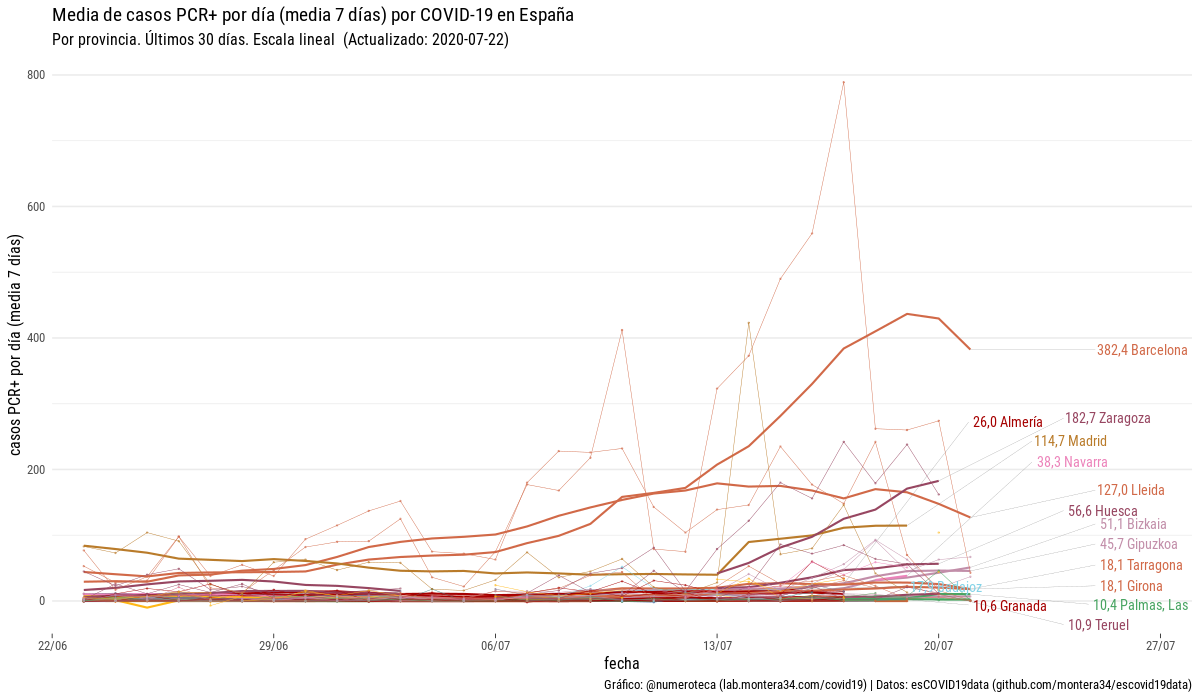 Media de casos PCR+ por día (media 7 días) por COVID-19 en España
Por provincia. Últimos 30 días. Escala lineal (Actualizado: 2020-07-22)
casos PCR+ por día (media 7 días)
800
600
400
200
0
382,4 Barcelona
26,0 Almería
182,7 Zaragoza
114,7 Madrid
38,3 Navarra
127,0 Lleida
56,6 Huesca
51,1 Bizkaia
45,7 Gipuzkoa
18,1 Tarragona
18,1 Girona
10,6 Granada
10,4 Palmas, Las
10,9 Teruel
22/06
29/06
06/07
13/07
20/07
27/07
fecha
Gráfico: @numeroteca (lab.montera34.com/covid19) | Datos: esCOVID19data (github.com/montera34/escovid19data)